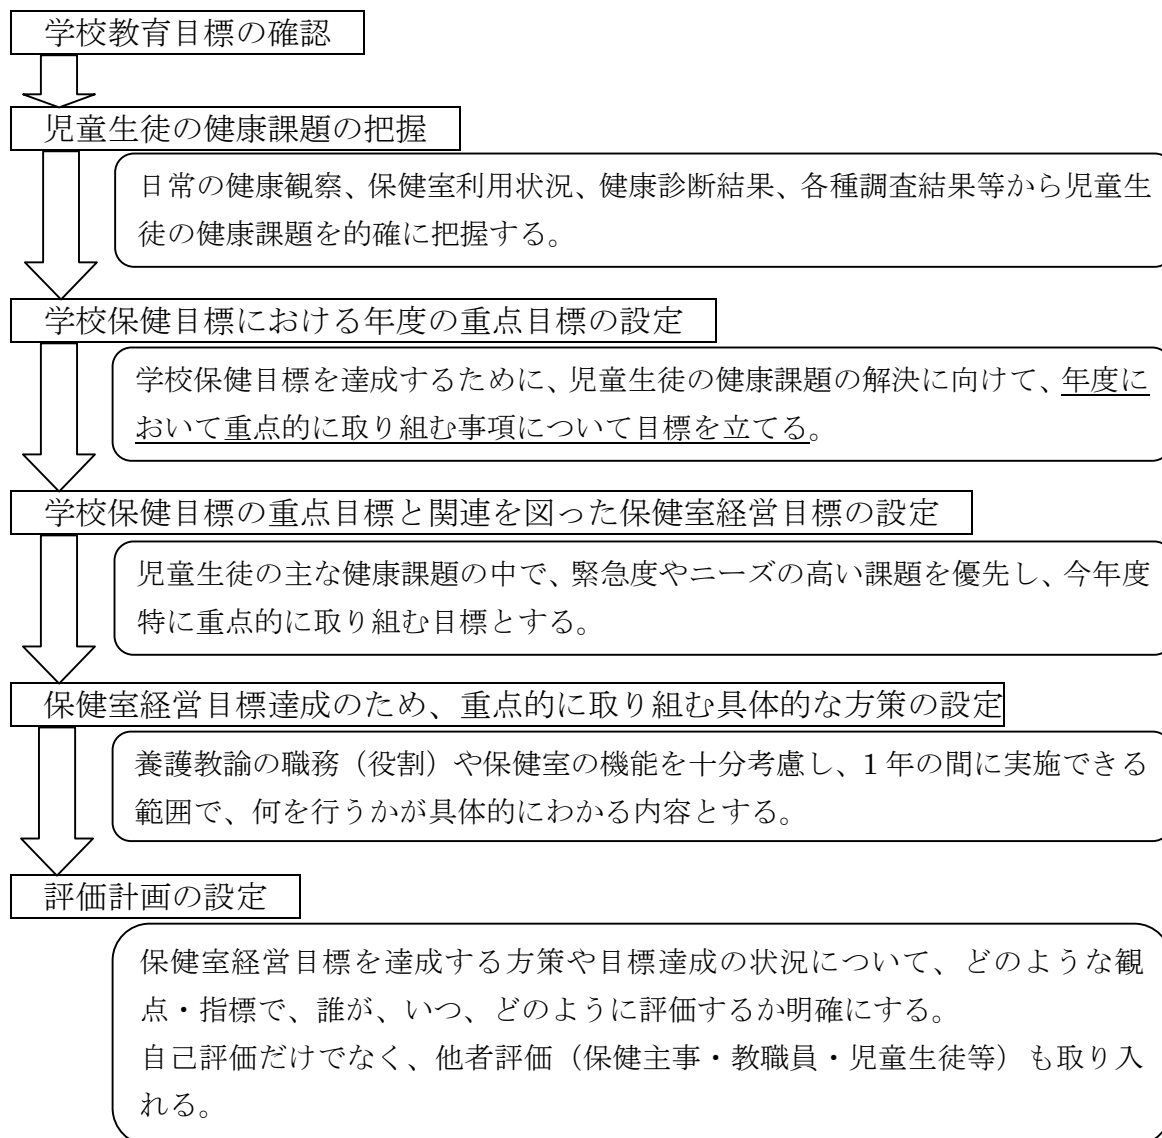 学校教育目標の確認
児童生徒の健康課題の把握
日常の健康観察、保健室利用状況、健康診断結果、各種調査結果等から児童生
徒の健康課題を的確に把握する。
学校保健目標における年度の重点目標の設定
学校保健目標を達成するために、児童生徒の健康課題の解決に向けて、年度に
おいて重点的に取り組む事項について目標を立てる。
学校保健目標の重点目標と関連を図った保健室経営目標の設定
児童生徒の主な健康課題の中で、緊急度やニーズの高い課題を優先し、今年度
特に重点的に取り組む目標とする。
保健室経営目標達成のため、重点的に取り組む具体的な方策の設定
養護教諭の職務（役割）や保健室の機能を十分考慮し、1年の間に実施できる
範囲で、何を行うかが具体的にわかる内容とする。
評価計画の設定
保健室経営目標を達成する方策や目標達成の状況について、どのような観
点・指標で、誰が、いつ、どのように評価するか明確にする。
自己評価だけでなく、他者評価（保健主事・教職員・児童生徒等）も取り入
れる。